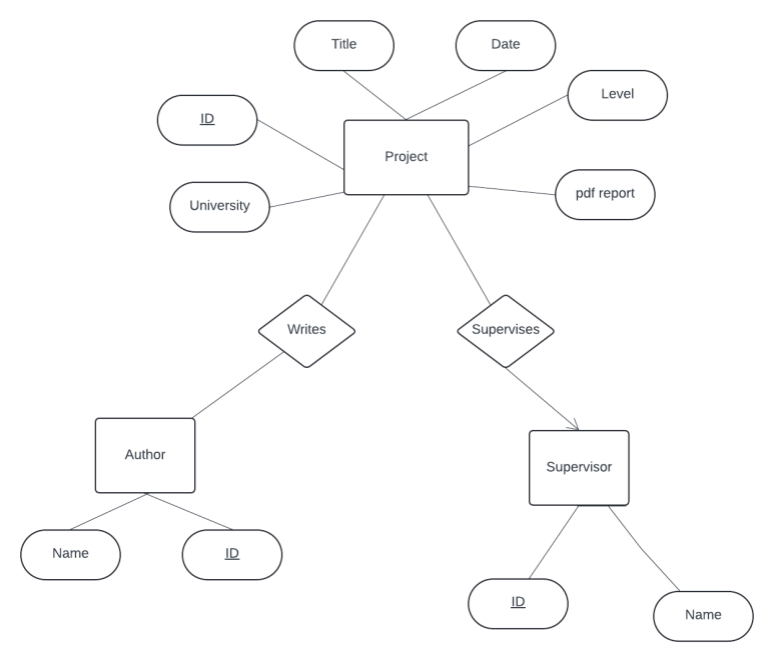 Title
Date
Level
ID
Project
pdf report
University
Writes
Supervises
Author
Supervisor
Name
ID
ID
Name